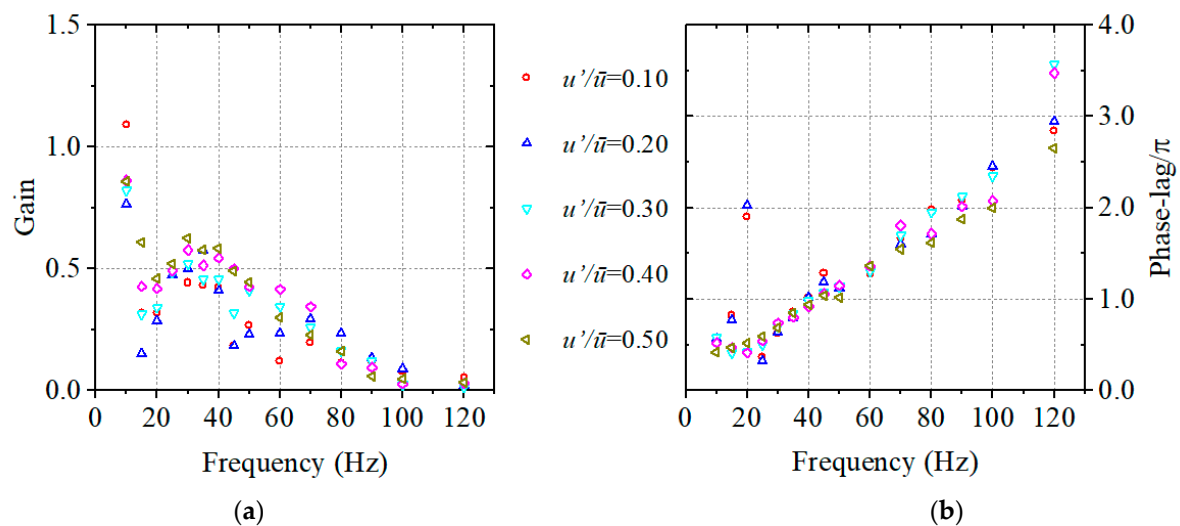 1.5
1.0
0.5
0.0
Gain
0 20 40 60 80 100 120
Frequency (Hz)
(a)
u'/ū=0.10
u'/ū=0.20
u'/ū=0.30
u'/ū=0.40
u'/ū=0.50
4.0
3.0
2.0
1.0
0.0
Phase-lag/π
0 20 40 60 80 100 120
Frequency (Hz)
(b)